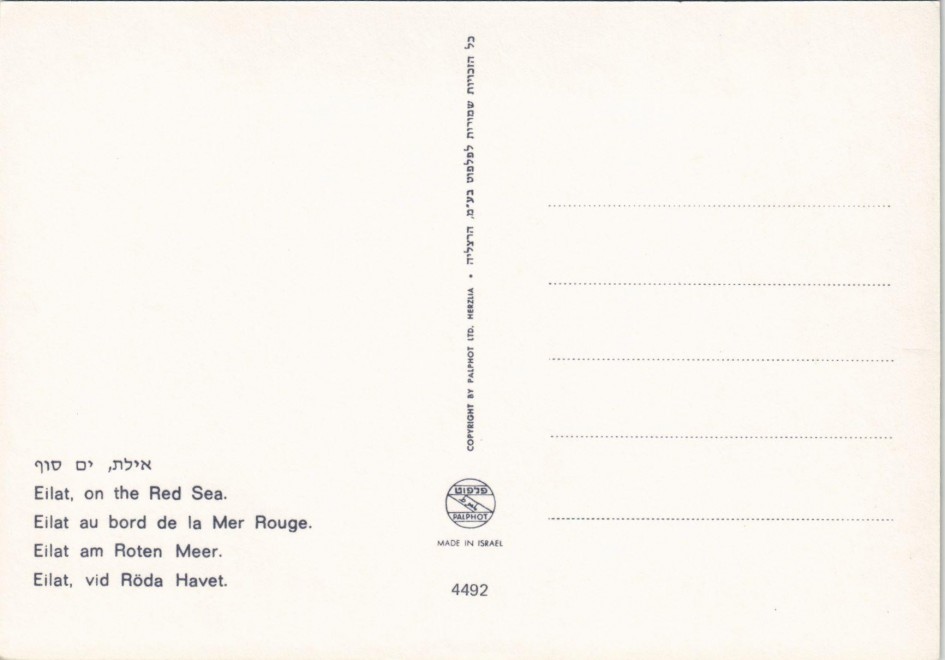 אילת, ים סוף
Eilat, on the Red Sea.
Eilat au bord de la Mer Rouge.
Eilat am Roten Meer.
Eilat, vid Röda Havet.
COPYRIGHT BY PALPHOT LTD. HERZLIA • כל הזכויות שמורות לפלפוט בע"מ, הרצליה
פלפוט
PALPHOT
MADE IN ISRAEL
4492